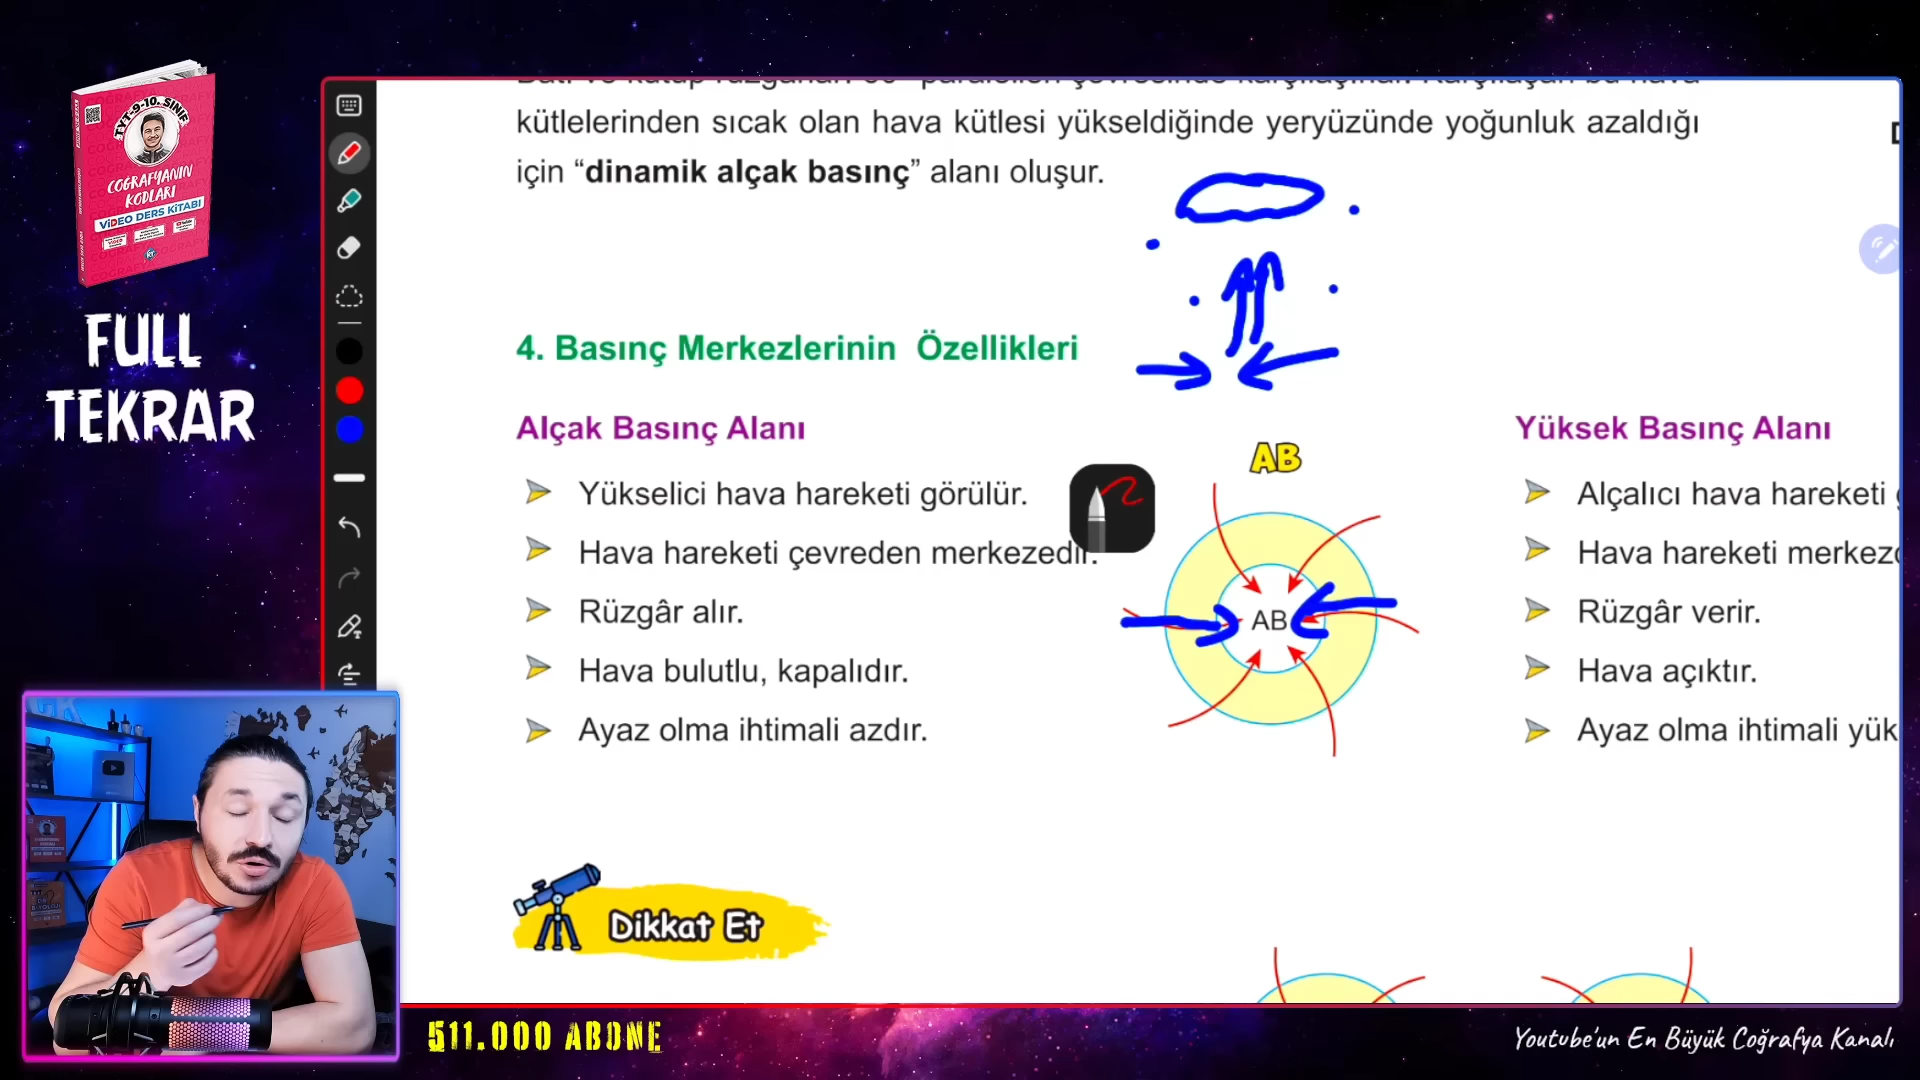 TYT-9-10. SINIF
COĞRAFYANIN
KODLARI
VİDEO DERS KİTABI
FULL
TEKRAR
kütlelerinden sıcak olan hava kütlesi yükseldiğinde yeryüzünde yoğunluk azaldığı
için “dinamik alçak basınç” alanı oluşur.
4. Basınç Merkezlerinin Özellikleri
Alçak Basınç Alanı
Yükselici hava hareketi görülür.
Hava hareketi çevreden merkezedir.
Rüzgâr alır.
Hava bulutlu, kapalıdır.
Ayaz olma ihtimali azdır.
AB
AB
Yüksek Basınç Alanı
Alçalıcı hava hareketi
Hava hareketi
Rüzgâr verir.
Hava açıktır.
Ayaz olma ihtimali yük
Dikkat Et
511.000 ABONE
Youtube'un En Büyük Coğrafya Kanalı